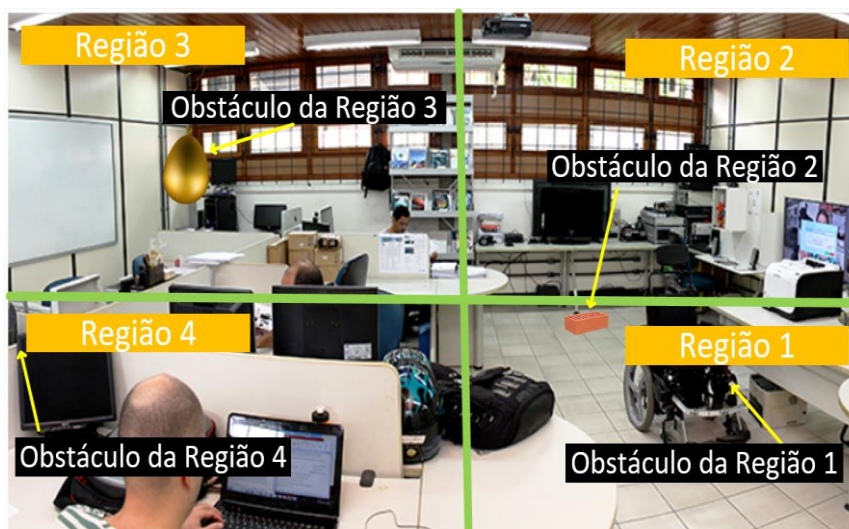 Região 3
Região 2
Obstáculo da Região 3
Obstáculo da Região 2
Região 4
Região 1
Obstáculo da Região 4
Obstáculo da Região 1